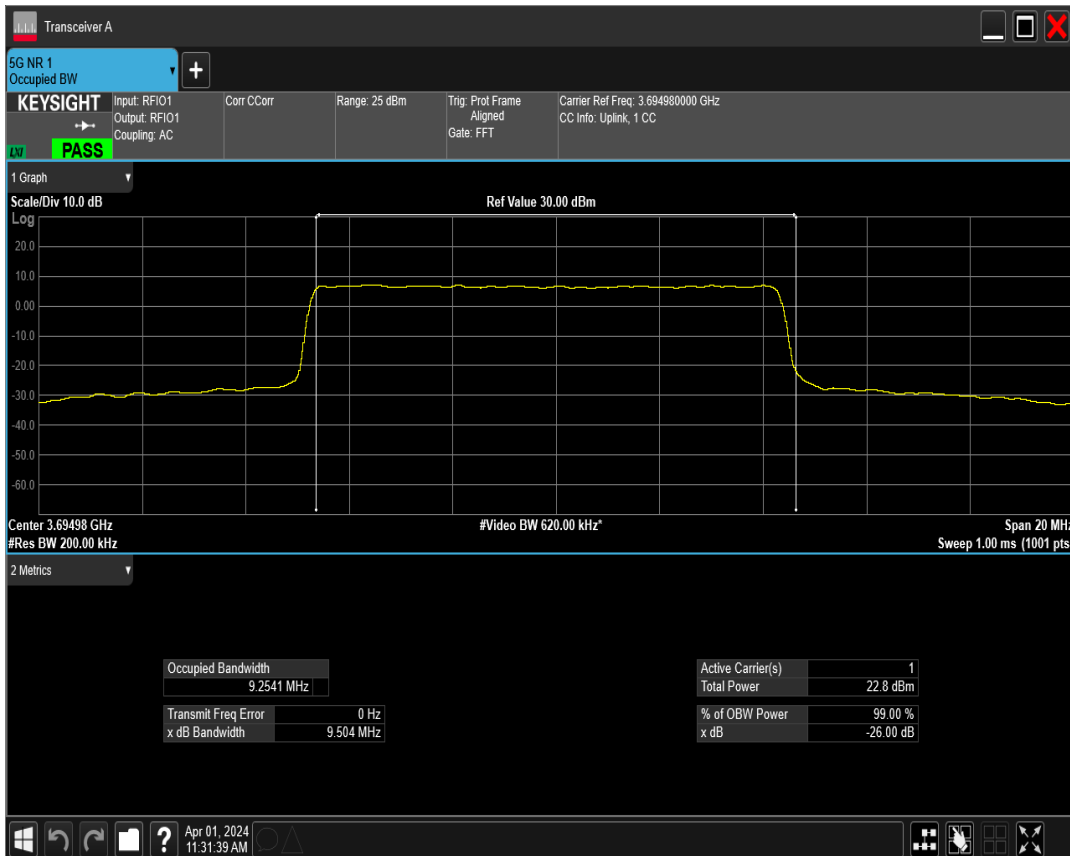 Transceiver A
5G NR 1
Occupied BW
+
KEYSIGHT
LXI
PASS
Input: RFIO1
Output: RFIO1
Coupling: AC
Corr CCorr
Range: 25 dBm
Trig: Prot Frame
Aligned
Gate: FFT
Carrier Ref Freq: 3.694980000 GHz
CC Info: Uplink, 1 CC
1 Graph
Scale/Div 10.0 dB
Ref Value 30.00 dBm
Log
20.0
10.0
0.00
-10.0
-20.0
-30.0
-40.0
-50.0
-60.0
Center 3.69498 GHz
#Video BW 620.00 kHz*
Span 20 MHz
#Res BW 200.00 kHz
Sweep 1.00 ms (1001 pts
2 Metrics
Occupied Bandwidth
9.2541 MHz
Transmit Freq Error 0 Hz
x dB Bandwidth 9.504 MHz
Active Carrier(s) 1
Total Power 22.8 dBm
% of OBW Power 99.00 %
x dB -26.00 dB
?
Apr 01, 2024
11:31:39 AM